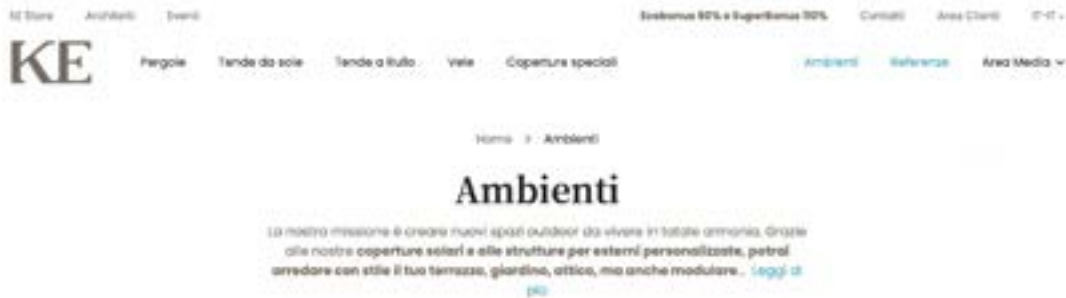 KE Store Architetti Eventi Ecobonus 50% e SuperBonus 110% Contatti Area Clienti IT-IT
KE Pergole Tende da sole Tende a Rullo Vele Coperture speciali Ambienti Referenze Area Media
Home > Ambienti
Ambienti
La nostra missione è creare nuovi spazi outdoor da vivere in totale armonia. Grazie
alle nostre coperture solari e alle strutture per esterni personalizzate, potrai
arredare con stile il tuo terrazzo, giardino, attico, ma anche modulare... Leggi di
più